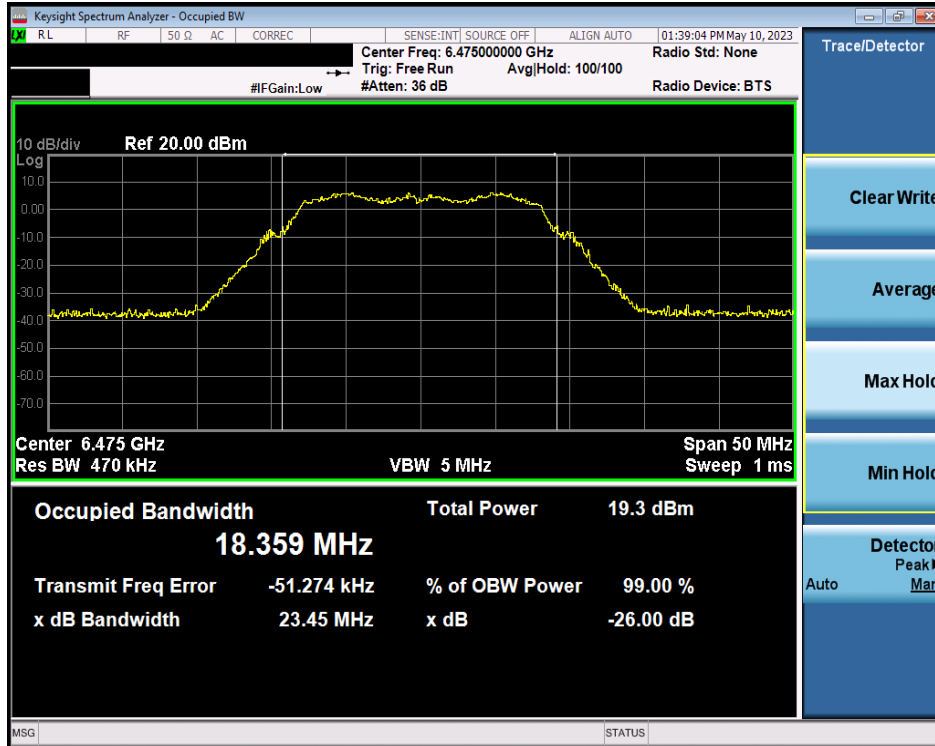 Keysight Spectrum Analyzer - Occupied BW
LXI RL RF 50 Ω AC CORREC SENSE:INT SOURCE OFF ALIGN AUTO 01:39:04 PM May 10, 2023
Center Freq: 6.475000000 GHz Radio Std: None
Trig: Free Run Avg|Hold: 100/100
#IFGain:Low #Atten: 36 dB Radio Device: BTS
10 dB/div Ref 20.00 dBm
Log
10.0
0.00
-10.0
-20.0
-30.0
-40.0
-50.0
-60.0
-70.0
Center 6.475 GHz Span 50 MHz
Res BW 470 kHz VBW 5 MHz Sweep 1 ms
Occupied Bandwidth Total Power 19.3 dBm
18.359 MHz
Transmit Freq Error -51.274 kHz % of OBW Power 99.00 %
x dB Bandwidth 23.45 MHz x dB -26.00 dB
MSG STATUS
Trace/Detector
Clear Write
Average
Max Hold
Min Hold
Detector
Peak
Auto Man